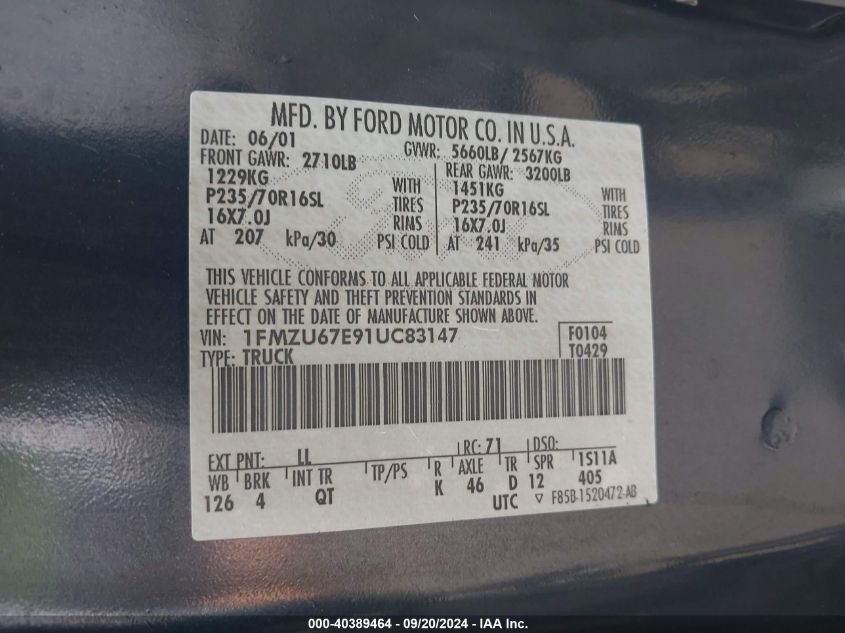 MFD. BY FORD MOTOR CO. IN U.S.A.
DATE: 06/01 GVWR: 5660LB/ 2567KG
FRONT GAWR: 2710LB REAR GAWR: 3200LB
1229KG WITH 1451KG WITH
P235/70R16SL TIRES P235/70R16SL TIRES
16X7.0J RIMS 16X7.0J RIMS
AT 207 kPa/30 PSI COLD AT 241 kPa/35 PSI COLD
THIS VEHICLE CONFORMS TO ALL APPLICABLE FEDERAL MOTOR
VEHICLE SAFETY AND THEFT PREVENTION STANDARDS IN
EFFECT ON THE DATE OF MANUFACTURE SHOWN ABOVE.
VIN: 1FMZU67E91UC83147 F0104
TYPE: TRUCK T0429
EXT PNT: LL RC: 71 DSO:
WB BRK INT TR TP/PS R AXLE TR SPR 1S11A
126 4 QT K 46 D 12 405
UTC ▽ F85B-1520472-AB
000-40389464 - 09/20/2024 - IAA Inc.